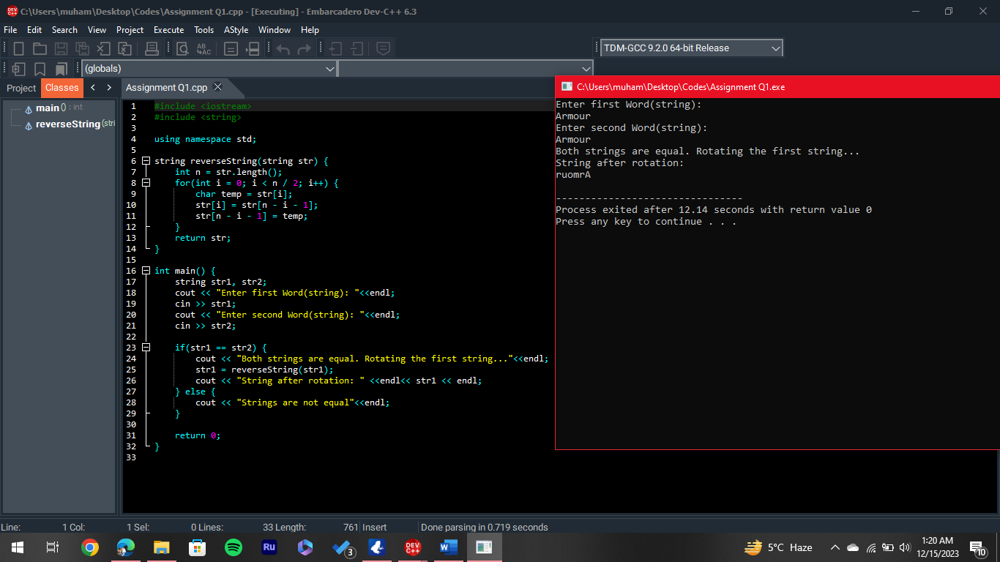 C:\Users\muham\Desktop\Codes\Assignment Q1.cpp - [Executing] - Embarcadero Dev-C++ 6.3
File Edit Search View Project Execute Tools AStyle Window Help
TDM-GCC 9.2.0 64-bit Release
(globals)
Project Classes Assignment Q1.cpp
main() : int
reverseString (stri
1 #include <iostream>
2 #include <string>
3
4 using namespace std;
5
6 string reverseString(string str) {
7     int n = str.length();
8     for(int i = 0; i < n / 2; i++) {
9         char temp = str[i];
10         str[i] = str[n - i - 1];
11         str[n - i - 1] = temp;
12     }
13     return str;
14 }
15
16 int main() {
17     string str1, str2;
18     cout << "Enter first Word(string): "<<endl;
19     cin >> str1;
20     cout << "Enter second Word(string): "<<endl;
21     cin >> str2;
22
23     if(str1 == str2) {
24         cout << "Both strings are equal. Rotating the first string..."<<endl;
25         str1 = reverseString(str1);
26         cout << "String after rotation: " <<endl<< str1 << endl;
27     } else {
28         cout << "Strings are not equal"<<endl;
29     }
30
31     return 0;
32 }
33
C:\Users\muham\Desktop\Codes\Assignment Q1.exe
Enter first Word(string):
Armour
Enter second Word(string):
Armour
Both strings are equal. Rotating the first string...
String after rotation:
ruomrA
--------------------------------
Process exited after 12.14 seconds with return value 0
Press any key to continue . . .
Line: 1 Col: 1 Sel: 0 Lines: 33 Length: 761 Insert Done parsing in 0.719 seconds
Ru 3 DEV C++ W 5°C Haze 1:20 AM
12/15/2023 10